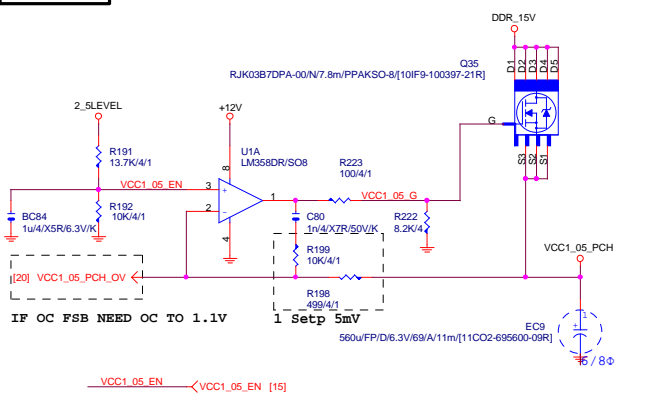 DDR_15V
Q35
RJK03B7DPA-00/N/7.8m/PPAKSO-8/[10IF9-100397-21R]
D1
D2
D3
D4
D5
G
S3
S2
S1
2_5LEVEL
+12V
R191
13.7K/4/1
U1A
LM358DR/SO8
8
R223
100/4/1
VCC1_05_EN
3
+
1
VCC1_05_G
2
-
BC84
1u/4/X5R/6.3V/K
R192
10K/4/1
4
C80
1n/4/X7R/50V/K
R222
8.2K/4
VCC1_05_PCH
R199
10K/4/1
[20] VCC1_05_PCH_OV
R198
499/4/1
IF OC FSB NEED OC TO 1.1V
1 Setp 5mV
EC9
560u/FP/D/6.3V/69/A/11m/[11CO2-695600-09R]
1
+
6/8Φ
VCC1_05_EN
VCC1_05_EN [15]